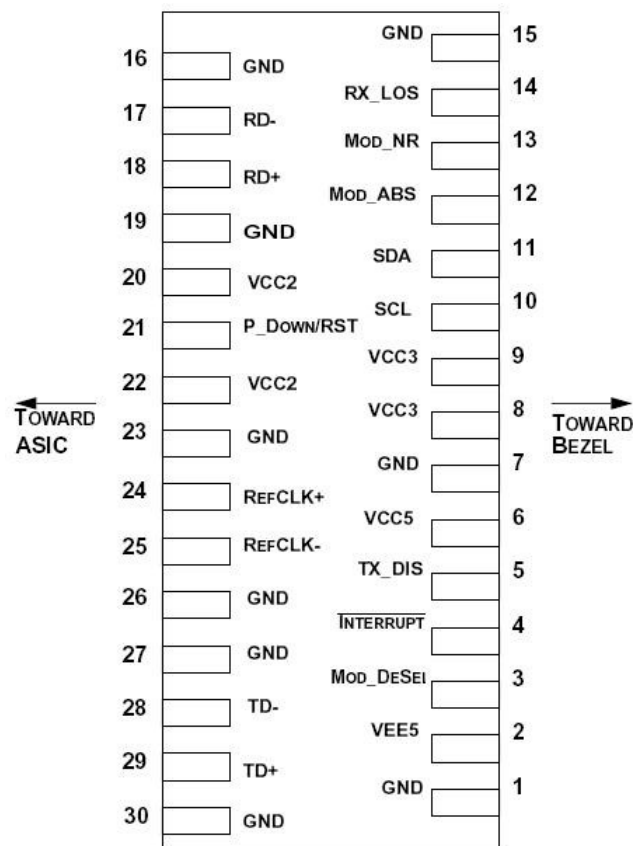 GND 15
16 GND
RX_LOS 14
17 RD-
MOD_NR 13
18 RD+
MOD_ABS 12
19 GND
SDA 11
20 VCC2
SCL 10
21 P_DOWN/RST
VCC3 9
22 VCC2
TOWARD
ASIC
VCC3 8
TOWARD
BEZEL
23 GND
GND 7
24 REFCLK+
VCC5 6
25 REFCLK-
TX_DIS 5
26 GND
INTERRUPT 4
27 GND
MOD_DESEl 3
28 TD-
VEE5 2
29 TD+
GND 1
30 GND